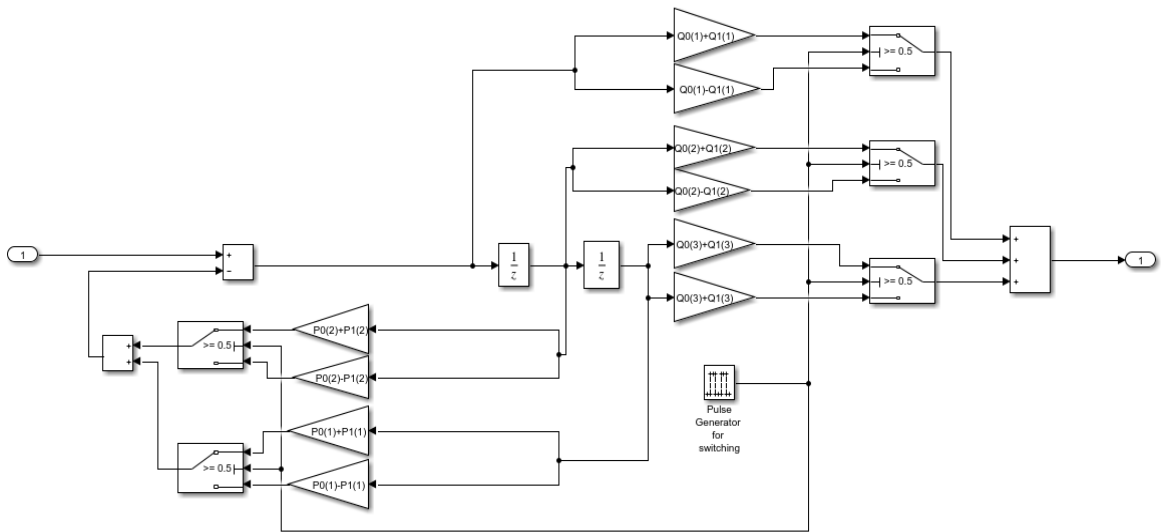 Q0(1)+Q1(1)
>= 0.5
Q0(1)-Q1(1)
Q0(2)+Q1(2)
>= 0.5
Q0(2)-Q1(2)
1
+
−
1
z
1
z
Q0(3)+Q1(3)
>= 0.5
Q0(3)+Q1(3)
+
+
+
1
P0(2)+P1(2)
>= 0.5
+
+
P0(2)-P1(2)
Pulse
Generator
for
switching
P0(1)+P1(1)
>= 0.5
P0(1)-P1(1)